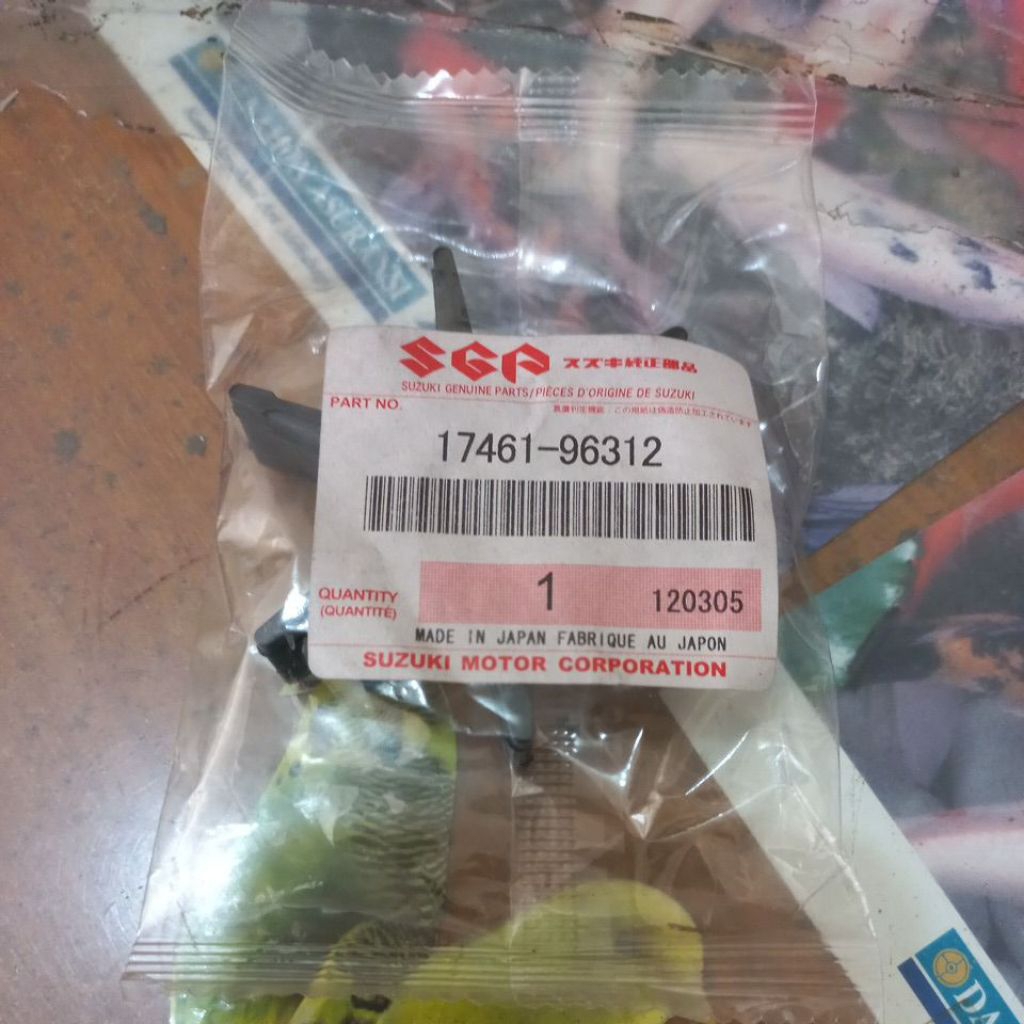 SGP スズキ純正部品
SUZUKI GENUINE PARTS/PIÈCES D'ORIGINE DE SUZUKI
PART NO.
17461-96312
QUANTITY 1 120305
(QUANTITÉ)
MADE IN JAPAN FABRIQUE AU JAPON
SUZUKI MOTOR CORPORATION
DA